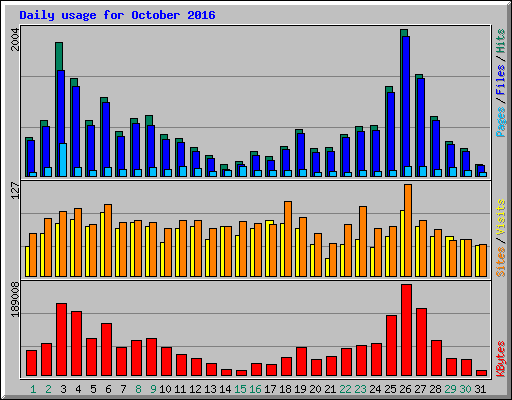 Daily usage for October 2016
2004
Pages / Files / Hits
127
Sites / Visits
189008
KBytes
1 2 3 4 5 6 7 8 9 10 11 12 13 14 15 16 17 18 19 20 21 22 23 24 25 26 27 28 29 30 31